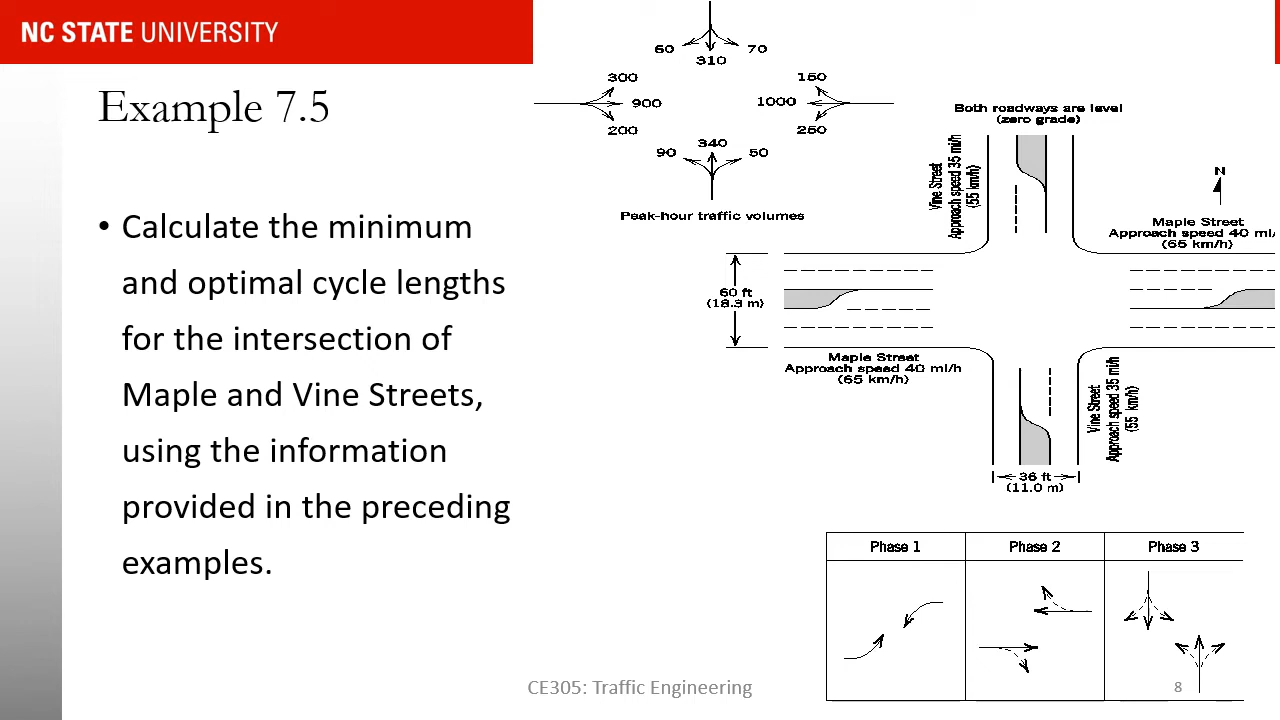 NC STATE UNIVERSITY
Example 7.5
• Calculate the minimum
and optimal cycle lengths
for the intersection of
Maple and Vine Streets,
using the information
provided in the preceding
examples.
60
310
70
300
900
200
150
1000
250
90
340
50
Peak-hour traffic volumes
Both roadways are level
(zero grade)
Vine Street
Approach speed 35 mi/h
(55 km/h)
N
Maple Street
Approach speed 40 mi/
(65 km/h)
60 ft
(18.3 m)
Maple Street
Approach speed 40 mi/h
(65 km/h)
Vine Street
Approach speed 35 mi/h
(55 km/h)
36 ft
(11.0 m)
Phase 1
Phase 2
Phase 3
CE305: Traffic Engineering
8